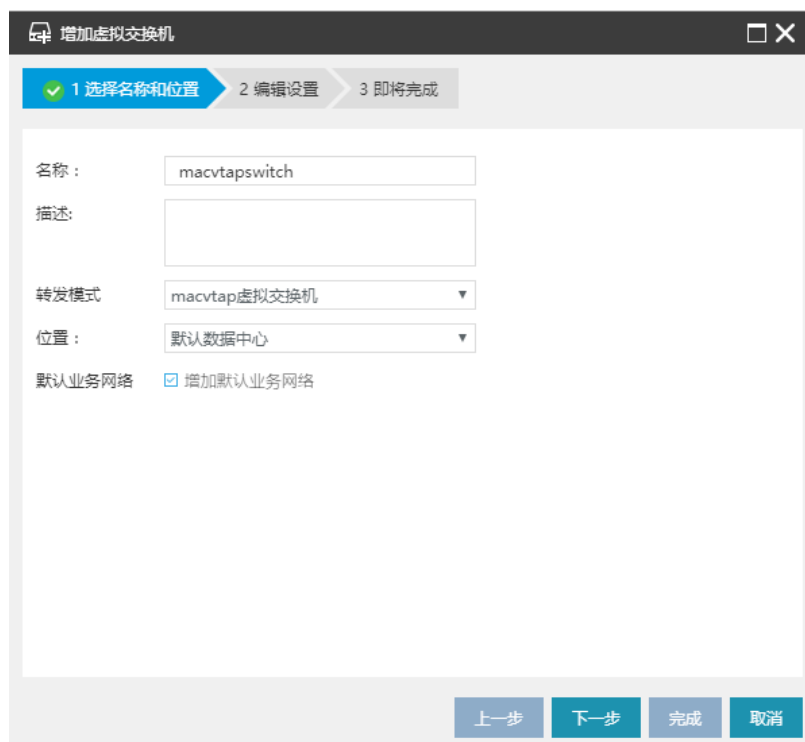 增加虚拟交换机
1 选择名称和位置 2 编辑设置 3 即将完成
名称： macvtapswitch
描述:
转发模式 macvtap虚拟交换机
位置： 默认数据中心
默认业务网络 增加默认业务网络
上一步 下一步 完成 取消